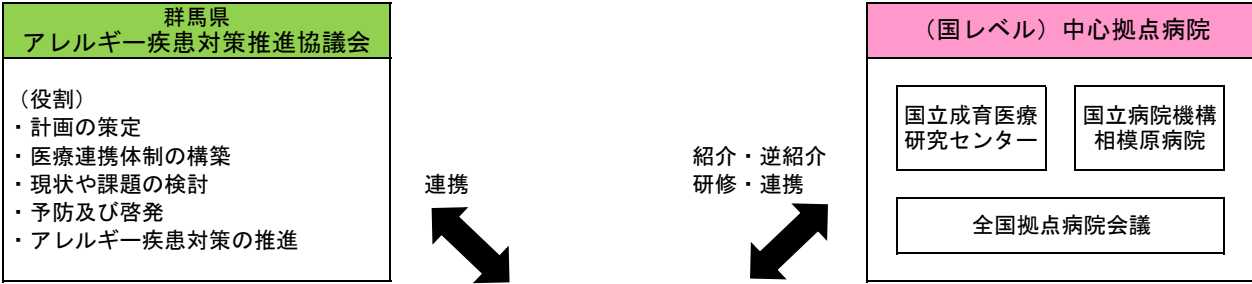 群馬県
アレルギー疾患対策推進協議会
（役割）
・計画の策定
・医療連携体制の構築
・現状や課題の検討
・予防及び啓発
・アレルギー疾患対策の推進
連携
紹介・逆紹介
研修・連携
（国レベル）中心拠点病院
国立成育医療
研究センター
国立病院機構
相模原病院
全国拠点病院会議